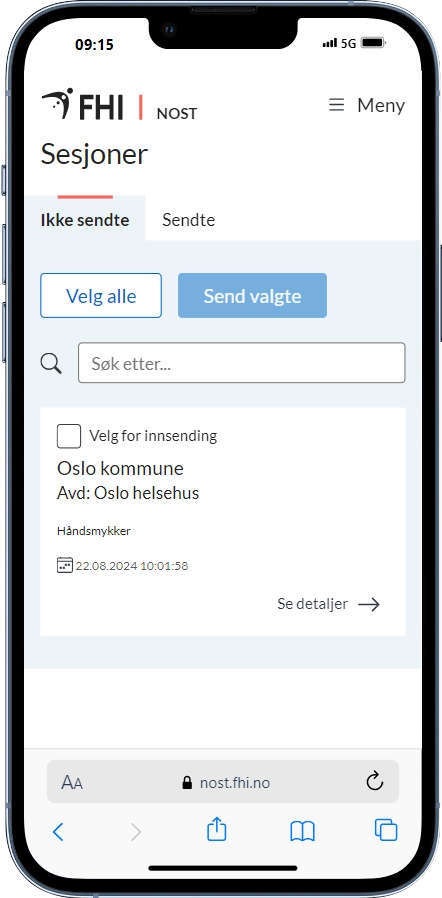 09:15
5G
FHI | NOST
Meny
Sesjoner
Ikke sendte
Sendte
Velg alle
Send valgte
Søk etter...
Velg for innsending
Oslo kommune
Avd: Oslo helsehus
Håndsmykker
22.08.2024 10:01:58
Se detaljer
AA
nost.fhi.no